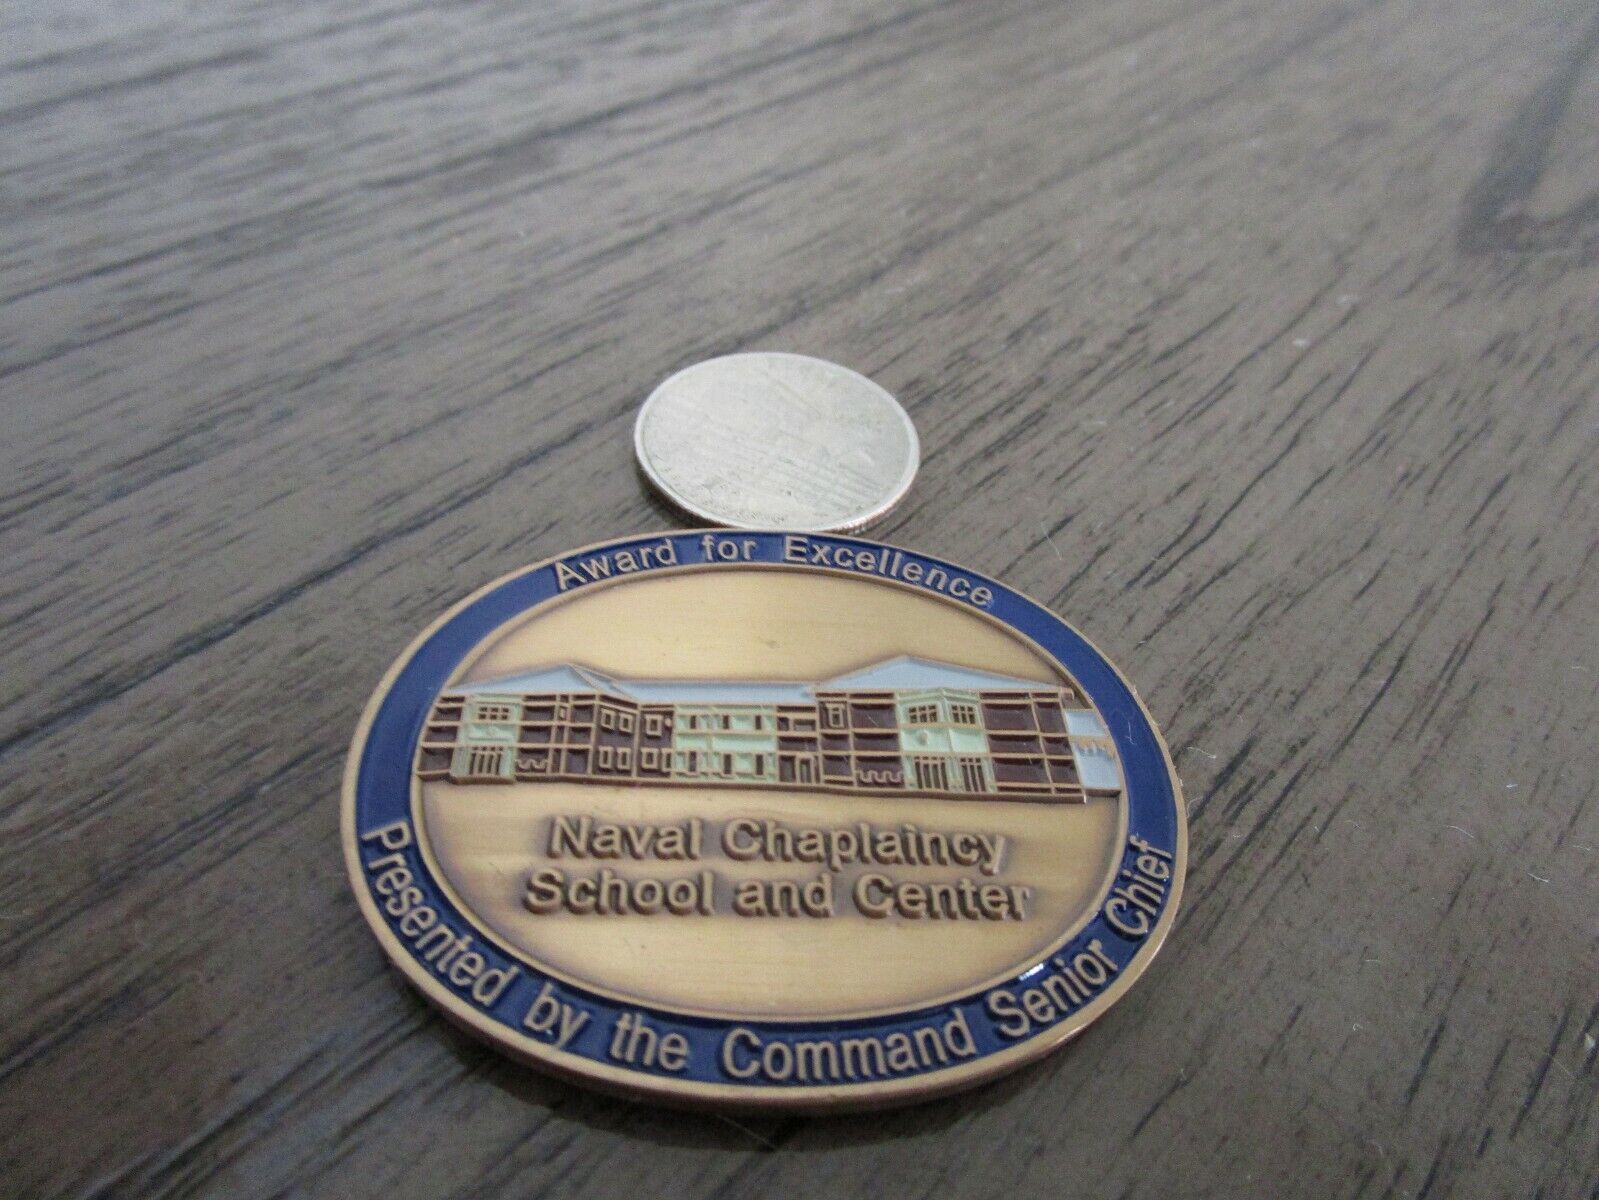 Award for Excellence
Naval Chaplaincy
School and Center
Presented by the Command Senior Chief